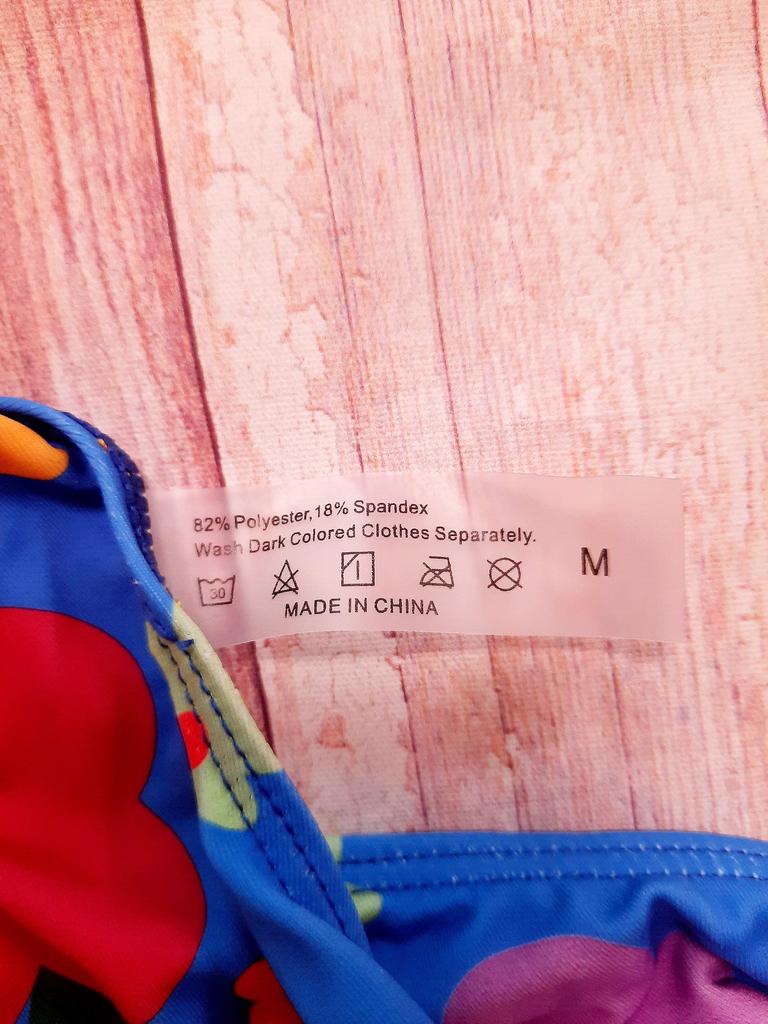 82% Polyester,18% Spandex
Wash Dark Colored Clothes Separately.
30
M
MADE IN CHINA